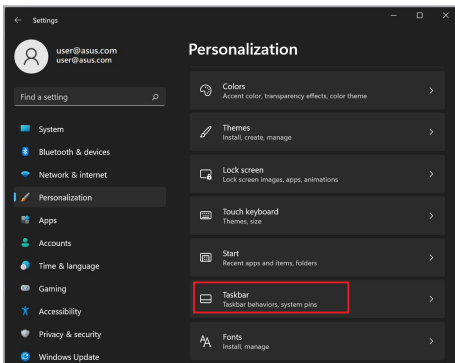 Settings
user@asus.com
user@asus.com
Find a setting
System
Bluetooth & devices
Network & internet
Personalization
Apps
Accounts
Time & language
Gaming
Accessibility
Privacy & security
Windows Update
Personalization
Colors
Accent color, transparency effects, color theme
Themes
Install, create, manage
Lock screen
Lock screen images, apps, animations
Touch keyboard
Themes, size
Start
Recent apps and items, folders
Taskbar
Taskbar behaviors, system pins
Fonts
Install, manage